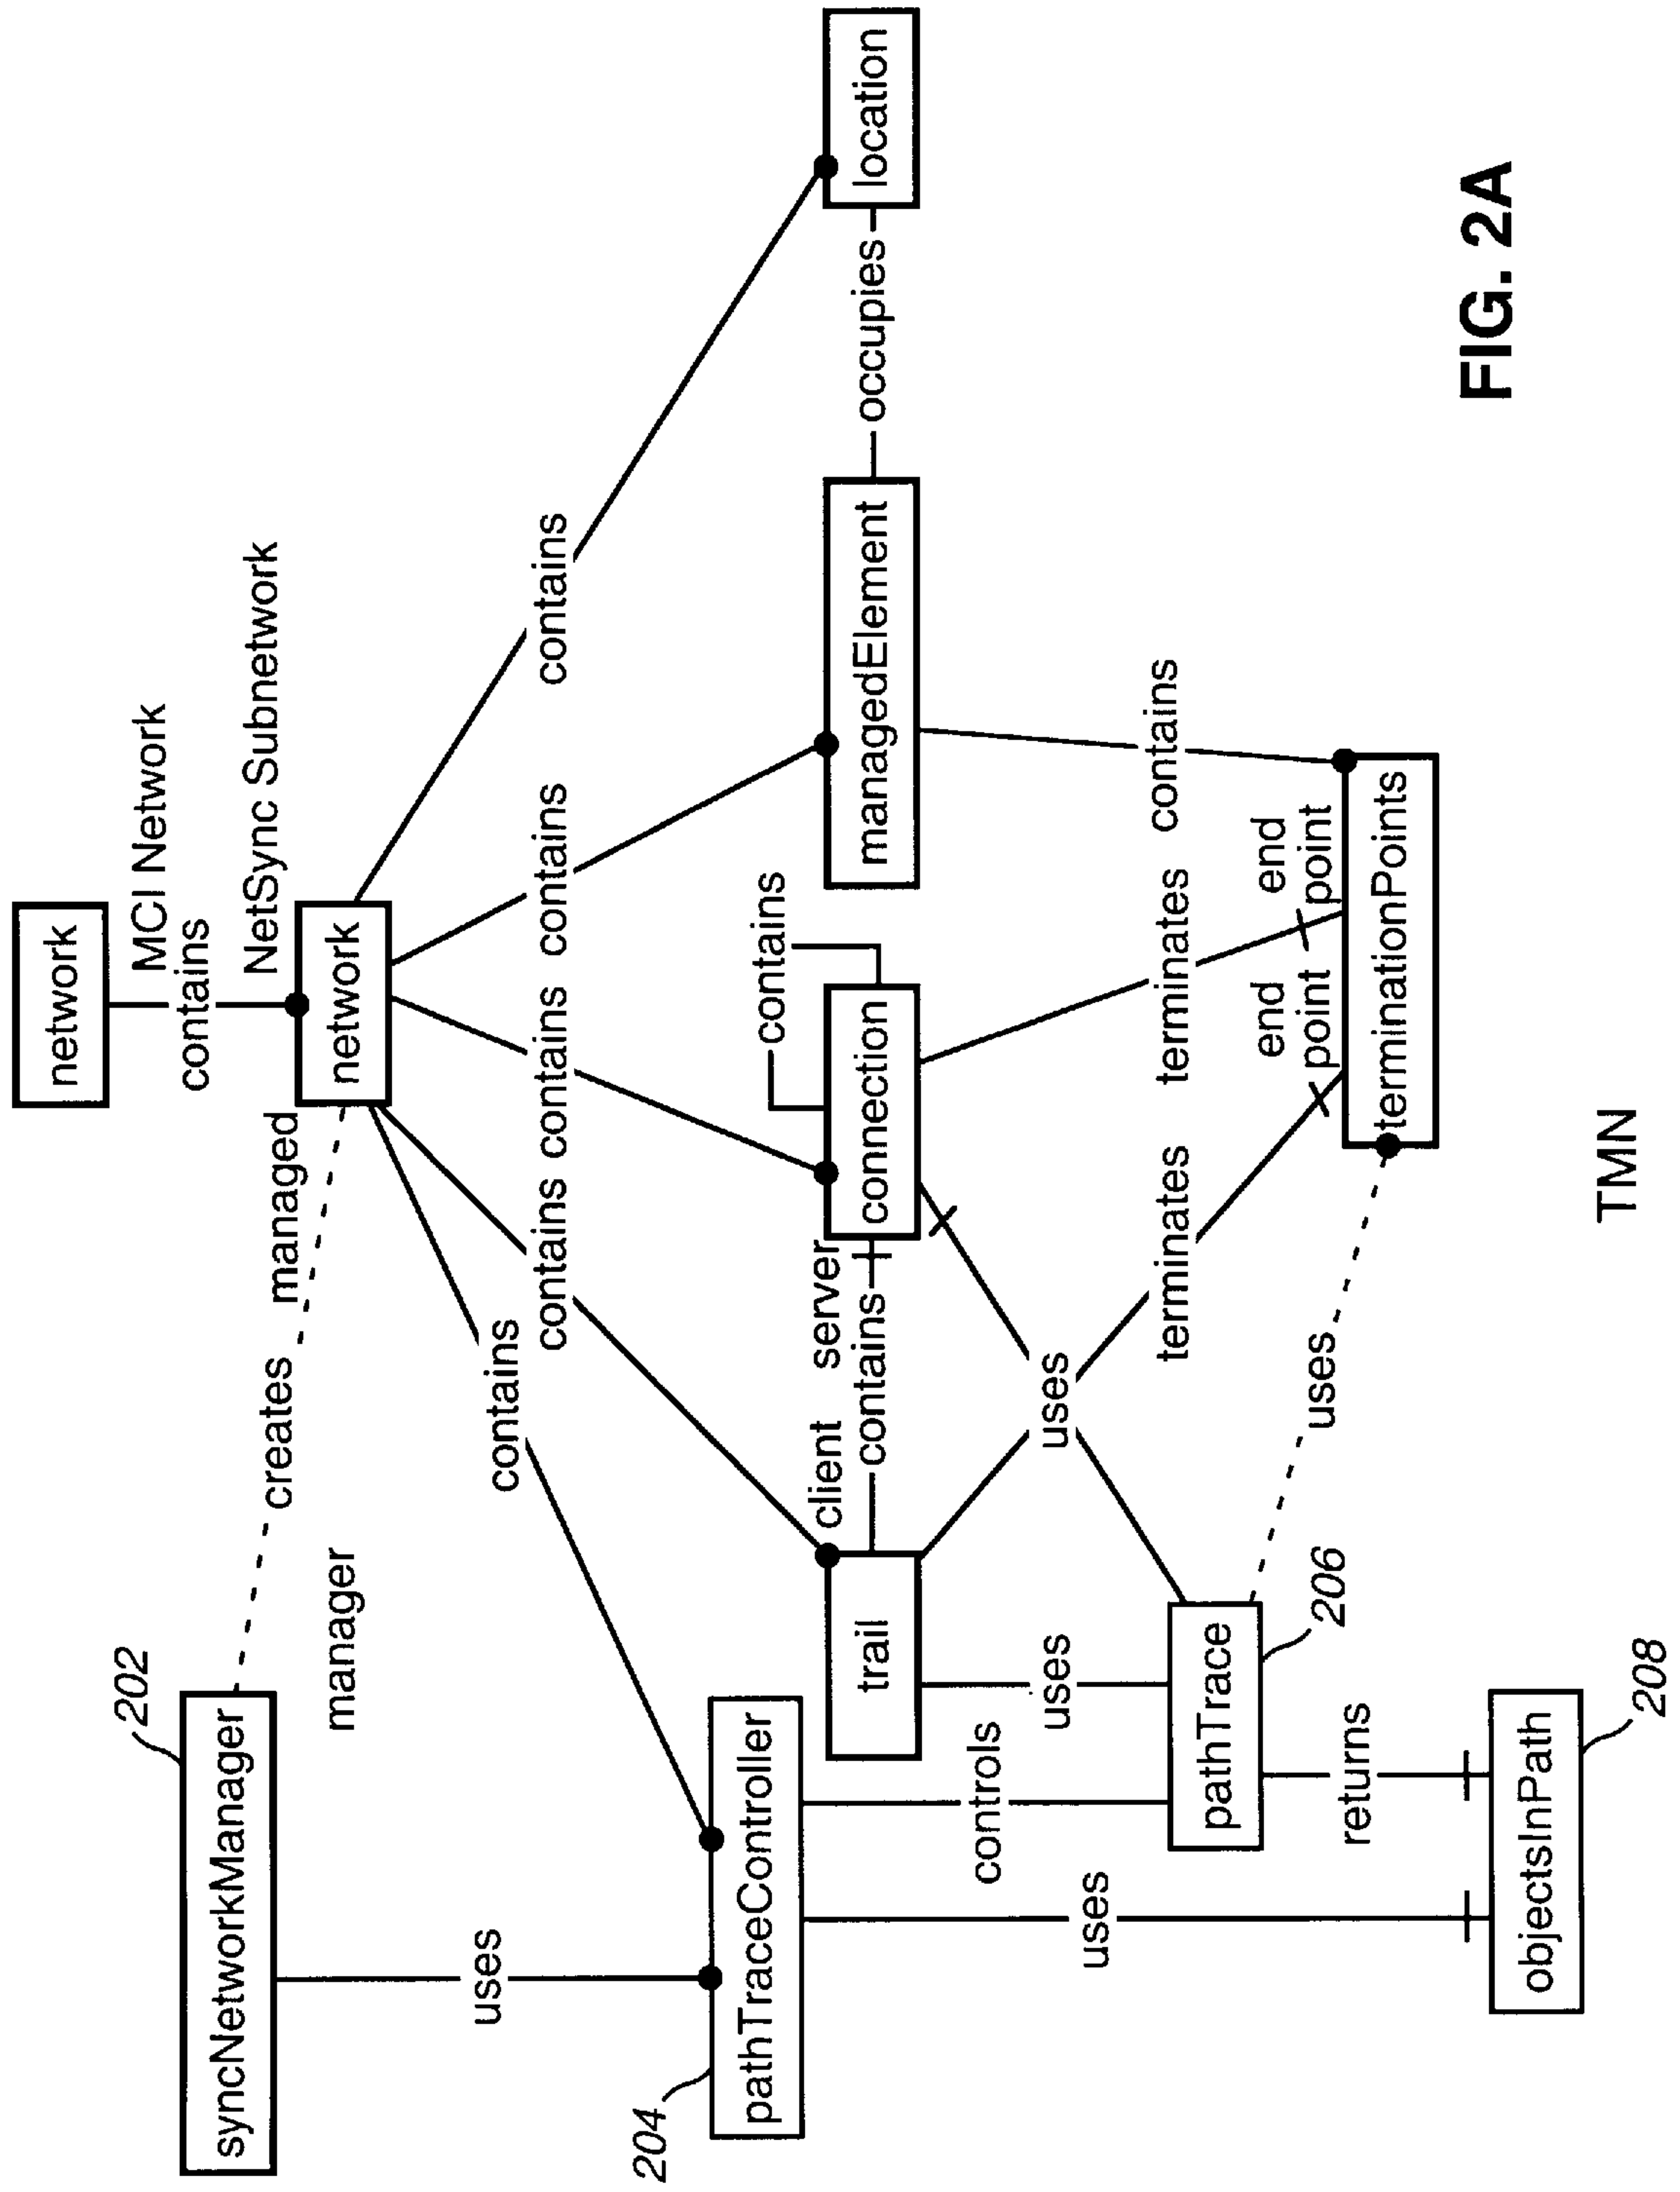 network
MCI Network
contains
NetSync Subnetwork
202
syncNetworkManager
creates
managed
network
manager
contains
contains
contains
contains
contains
uses
204
pathTraceController
client
server
contains
contains
trail
connection
managedElement
occupies
location
controls
uses
uses
uses
terminates
terminates
contains
pathTrace
206
uses
end
point
end
point
returns
terminationPoints
objectsInPath
208
TMN
FIG. 2A